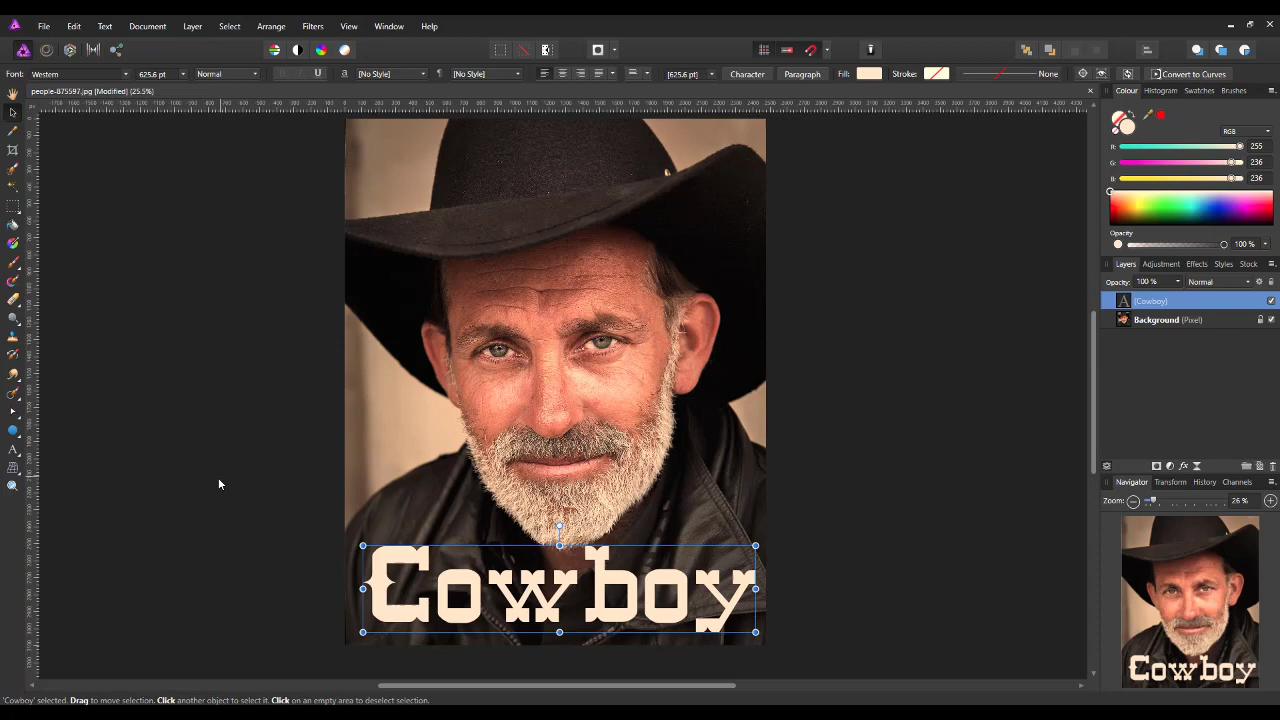 File Edit Text Document Layer Select Arrange Filters View Window Help
Font: Western 625.6 pt Normal B I U a [No Style] ¶ [No Style] [625.6 pt] Character Paragraph Fill: Stroke: None Convert to Curves
people-875597.jpg [Modified] (25.5%)
Colour Histogram Swatches Brushes
RGB
R: 255
G: 236
B: 236
Opacity
100 %
Layers Adjustment Effects Styles Stock
Opacity: 100 % Normal
A (Cowboy)
Background (Pixel)
Cowboy
Navigator Transform History Channels
Zoom: 26 %
Cowboy
'Cowboy' selected. Drag to move selection. Click another object to select it. Click on an empty area to deselect selection.